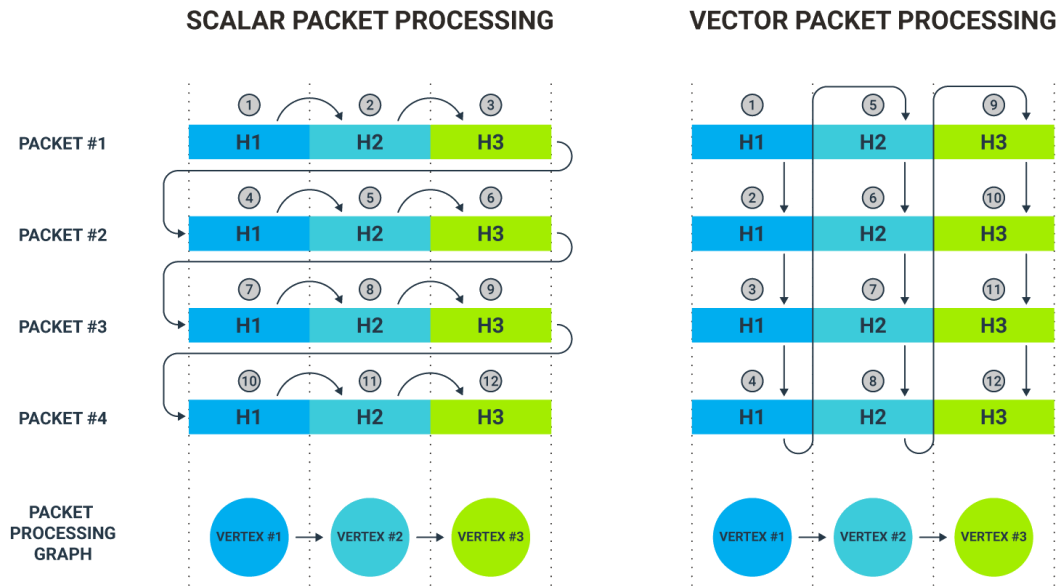 SCALAR PACKET PROCESSING
VECTOR PACKET PROCESSING
1 2 3 1 5 9
PACKET #1 H1 H2 H3 H1 H2 H3
4 5 6 2 6 10
PACKET #2 H1 H2 H3 H1 H2 H3
7 8 9 3 7 11
PACKET #3 H1 H2 H3 H1 H2 H3
10 11 12 4 8 12
PACKET #4 H1 H2 H3 H1 H2 H3
PACKET
PROCESSING
GRAPH
VERTEX #1 VERTEX #2 VERTEX #3 VERTEX #1 VERTEX #2 VERTEX #3